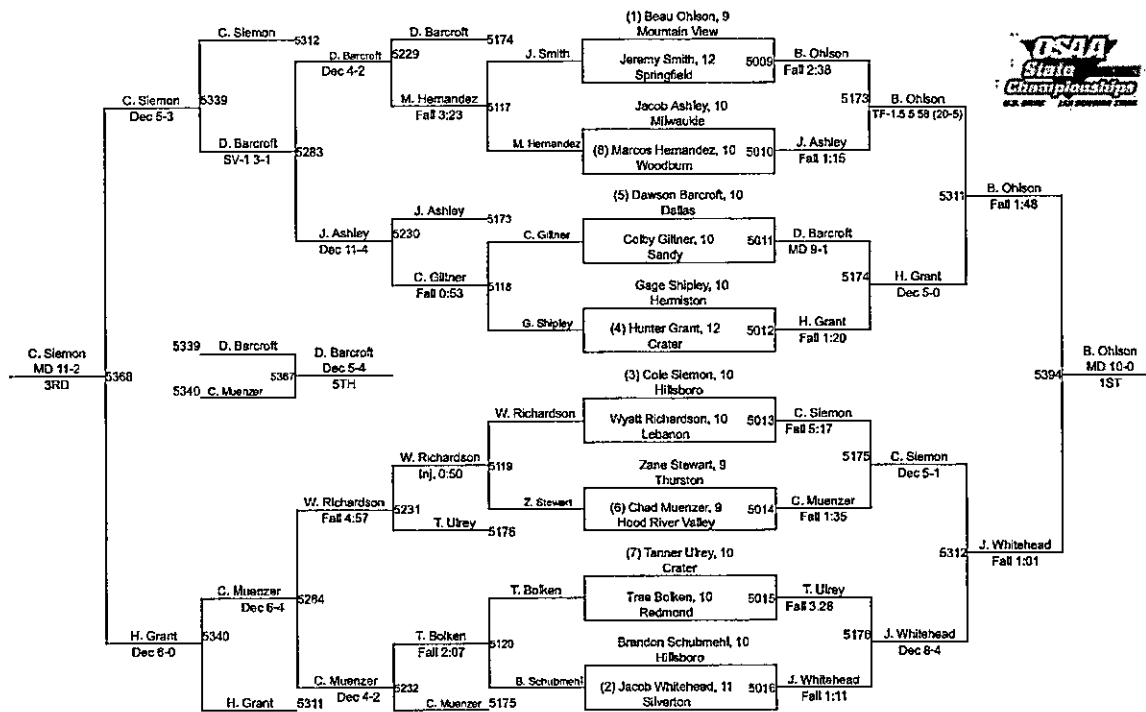 OSAA
State
Championships
(1) Beau Ohlson, 9
Mountain View
Jeremy Smith, 12
Springfield
5009
B. Ohlson
Fall 2:38
Jacob Ashley, 10
Milwaukie
(8) Marcos Hernandez, 10
Woodburn
5010
J. Ashley
Fall 1:15
(5) Dawson Barcroft, 10
Dallas
Colby Giltner, 10
Sandy
5011
D. Barcroft
MD 9-1
Gage Shipley, 10
Hermiston
(4) Hunter Grant, 12
Crater
5012
H. Grant
Fall 1:20
(3) Cole Siemon, 10
Hillsboro
Wyatt Richardson, 10
Lebanon
5013
C. Siemon
Fall 5:17
Zane Stewart, 9
Thurston
(6) Chad Muenzer, 9
Hood River Valley
5014
C. Muenzer
Fall 1:35
(7) Tanner Ulrey, 10
Crater
Trae Bolken, 10
Redmond
5015
T. Ulrey
Fall 3:28
Brandon Schubmehl, 10
Hillsboro
(2) Jacob Whitehead, 11
Silverton
5016
J. Whitehead
Fall 1:11
5173
B. Ohlson
TF-1.5 5:58 (20-5)
5174
H. Grant
Dec 5-0
5175
C. Siemon
Dec 5-1
5176
J. Whitehead
Dec 8-4
5311
B. Ohlson
Fall 1:48
5312
J. Whitehead
Fall 1:01
5394
B. Ohlson
MD 10-0
1ST
J. Smith
M. Hernandez
5117
M. Hernandez
Fall 3:23
D. Barcroft
5174
5229
D. Barcroft
Dec 4-2
C. Giltner
G. Shipley
5118
C. Giltner
Fall 0:53
J. Ashley
5173
5230
J. Ashley
Dec 11-4
5283
D. Barcroft
SV-1 3-1
C. Siemon
5312
5339
C. Siemon
Dec 5-3
W. Richardson
Z. Stewart
5119
W. Richardson
Inj. 0:50
T. Ulrey
5176
5231
W. Richardson
Fall 4:57
T. Bolken
B. Schubmehl
5120
T. Bolken
Fall 2:07
C. Muenzer
5175
5232
C. Muenzer
Dec 4-2
5284
C. Muenzer
Dec 6-4
H. Grant
5311
5340
H. Grant
Dec 6-0
5368
C. Siemon
MD 11-2
3RD
5339
D. Barcroft
5340
C. Muenzer
5367
D. Barcroft
Dec 5-4
5TH